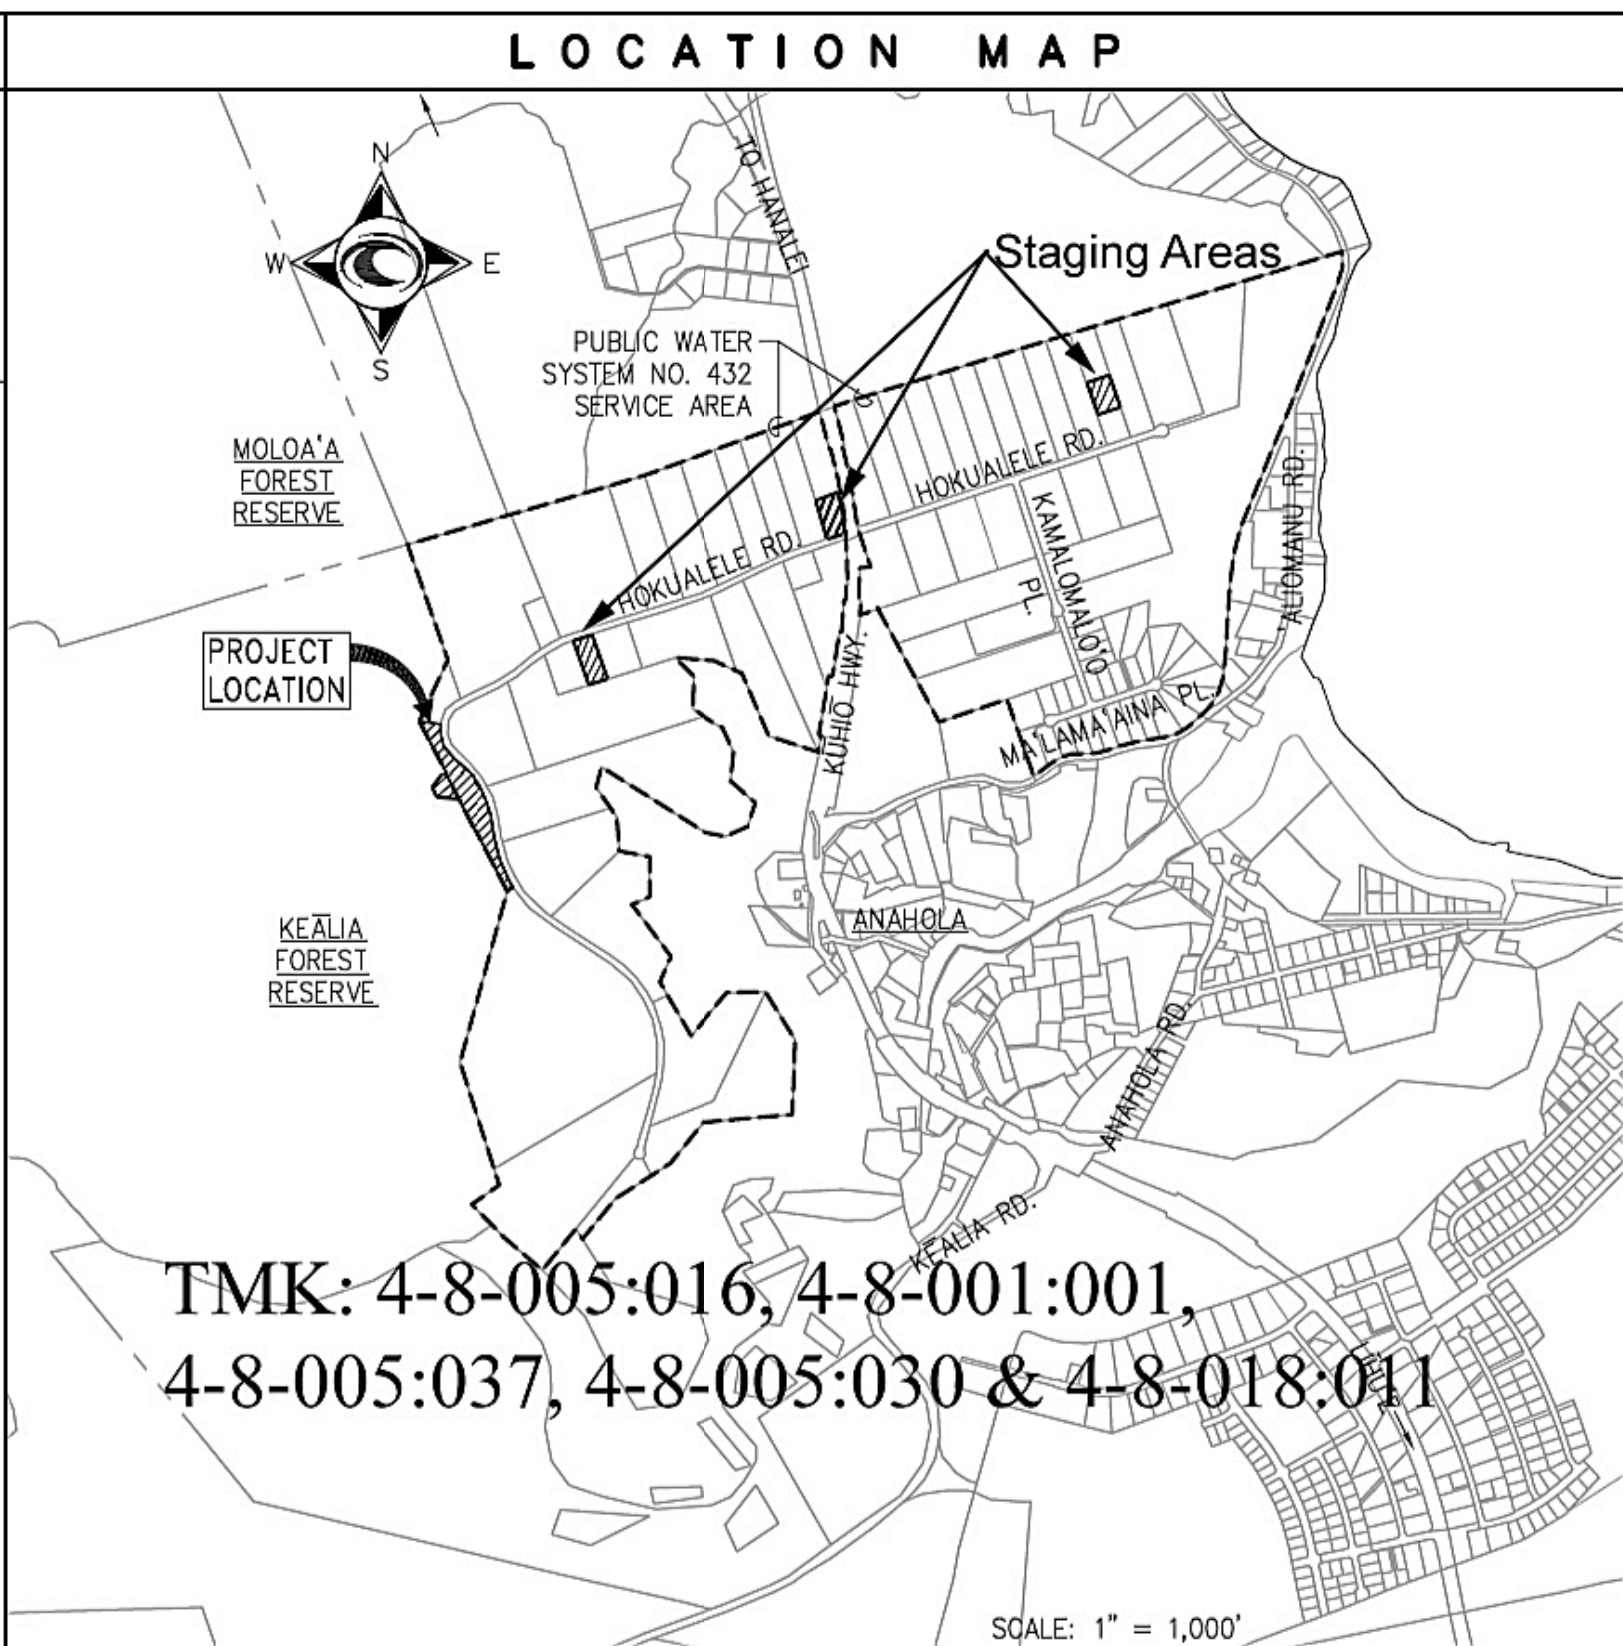 LOCATION MAP
N
W
E
S
TO HANALEI
Staging Areas
PUBLIC WATER
SYSTEM NO. 432
SERVICE AREA
MOLOA'A
FOREST
RESERVE
HOKUALELE RD.
HOKUALELE RD.
KAMALOMALO'O
PL.
'ALIOMANU RD.
PROJECT
LOCATION
KŪHIŌ HWY.
MA'LAMA'AINA PL.
ANAHOLA
KEĀLIA
FOREST
RESERVE
ANAHOLA RD.
KEĀLIA RD.
TMK: 4-8-005:016, 4-8-001:001,
4-8-005:037, 4-8-005:030 & 4-8-018:011
SCALE: 1" = 1,000'